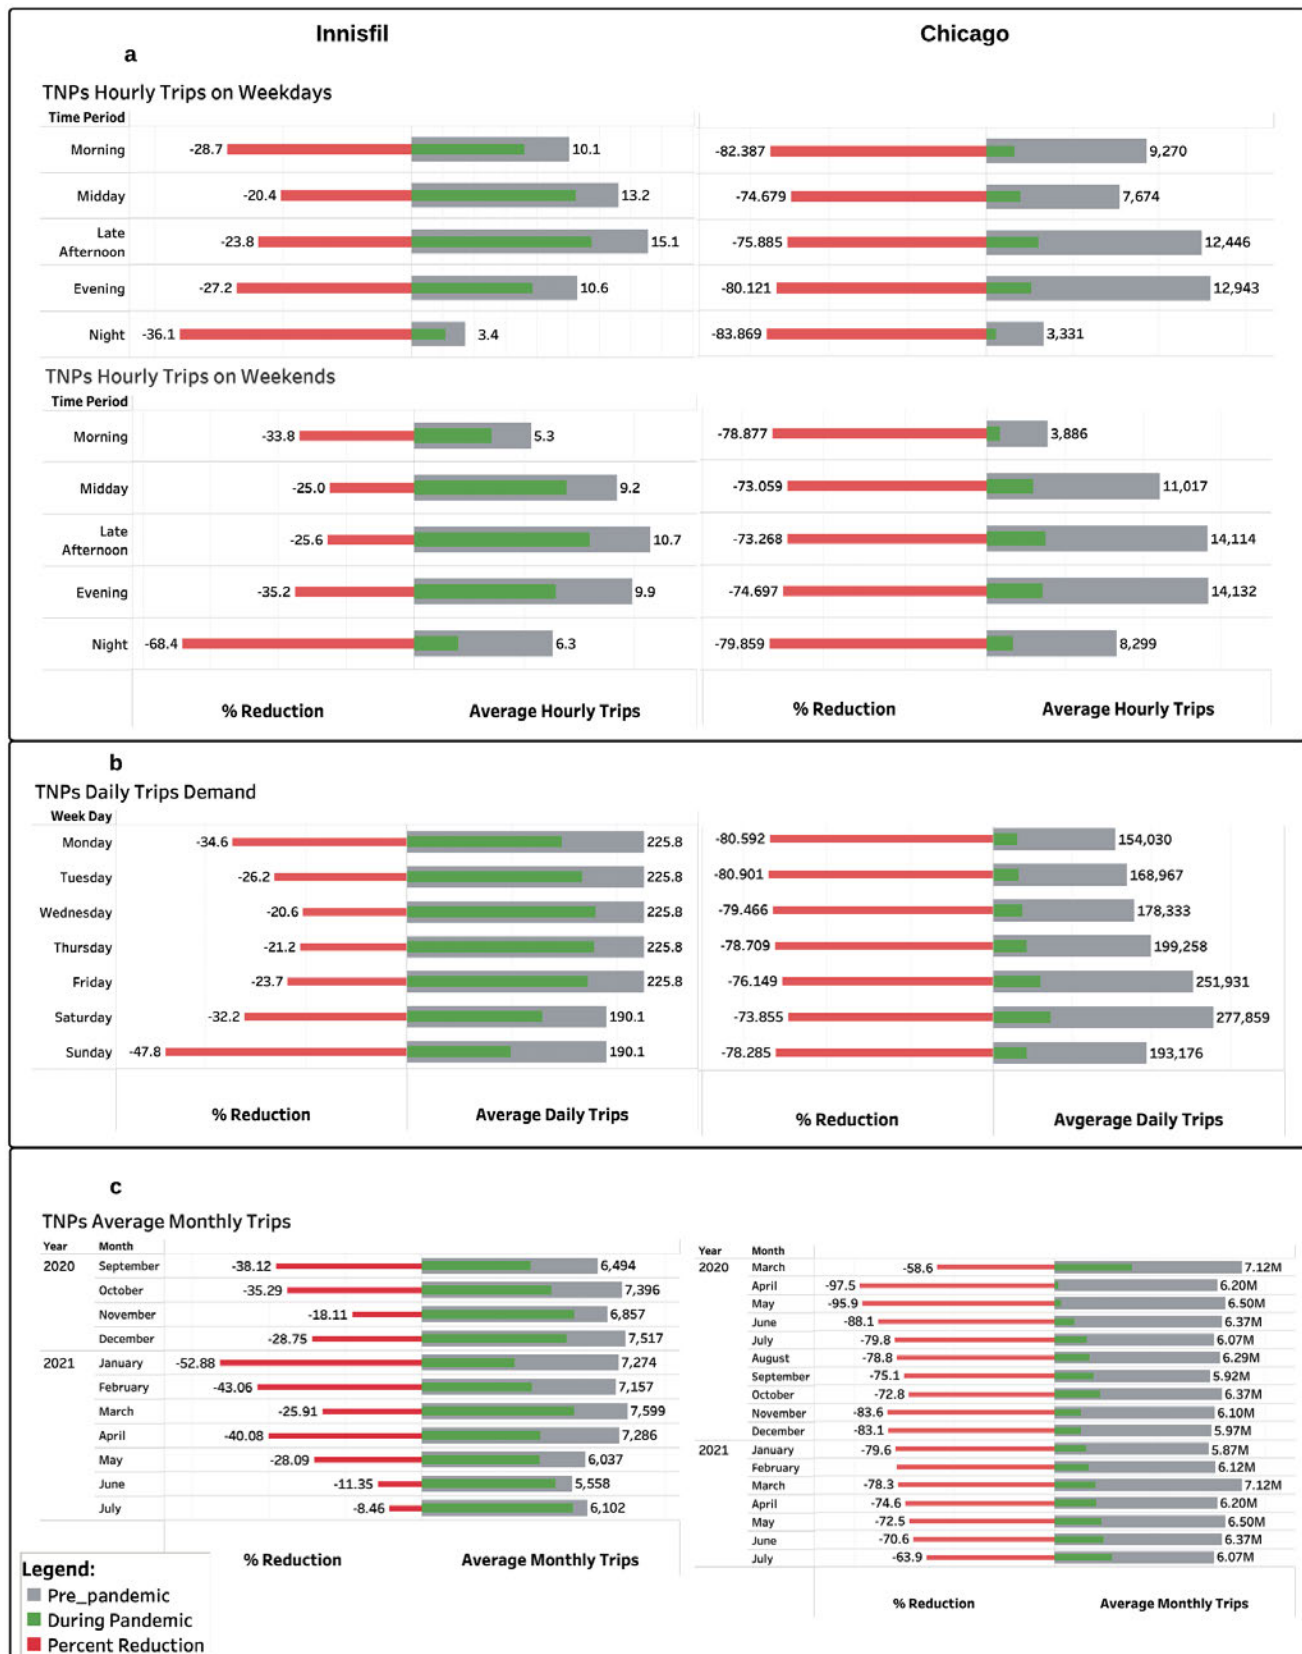 Innisfil Chicago
a
TNPs Hourly Trips on Weekdays
Time Period
Morning -28.7 10.1 -82.387 9,270
Midday -20.4 13.2 -74.679 7,674
Late
Afternoon -23.8 15.1 -75.885 12,446
Evening -27.2 10.6 -80.121 12,943
Night -36.1 3.4 -83.869 3,331
TNPs Hourly Trips on Weekends
Time Period
Morning -33.8 5.3 -78.877 3,886
Midday -25.0 9.2 -73.059 11,017
Late
Afternoon -25.6 10.7 -73.268 14,114
Evening -35.2 9.9 -74.697 14,132
Night -68.4 6.3 -79.859 8,299
% Reduction Average Hourly Trips % Reduction Average Hourly Trips
b
TNPs Daily Trips Demand
Week Day
Monday -34.6 225.8 -80.592 154,030
Tuesday -26.2 225.8 -80.901 168,967
Wednesday -20.6 225.8 -79.466 178,333
Thursday -21.2 225.8 -78.709 199,258
Friday -23.7 225.8 -76.149 251,931
Saturday -32.2 190.1 -73.855 277,859
Sunday -47.8 190.1 -78.285 193,176
% Reduction Average Daily Trips % Reduction Avgerage Daily Trips
c
TNPs Average Monthly Trips
Year Month
2020 September -38.12 6,494
October -35.29 7,396
November -18.11 6,857
December -28.75 7,517
2021 January -52.88 7,274
February -43.06 7,157
March -25.91 7,599
April -40.08 7,286
May -28.09 6,037
June -11.35 5,558
July -8.46 6,102
% Reduction Average Monthly Trips
Year Month
2020 March -58.6 7.12M
April -97.5 6.20M
May -95.9 6.50M
June -88.1 6.37M
July -79.8 6.07M
August -78.8 6.29M
September -75.1 5.92M
October -72.8 6.37M
November -83.6 6.10M
December -83.1 5.97M
2021 January -79.6 5.87M
February 6.12M
March -78.3 7.12M
April -74.6 6.20M
May -72.5 6.50M
June -70.6 6.37M
July -63.9 6.07M
% Reduction Average Monthly Trips
Legend:
Pre_pandemic
During Pandemic
Percent Reduction